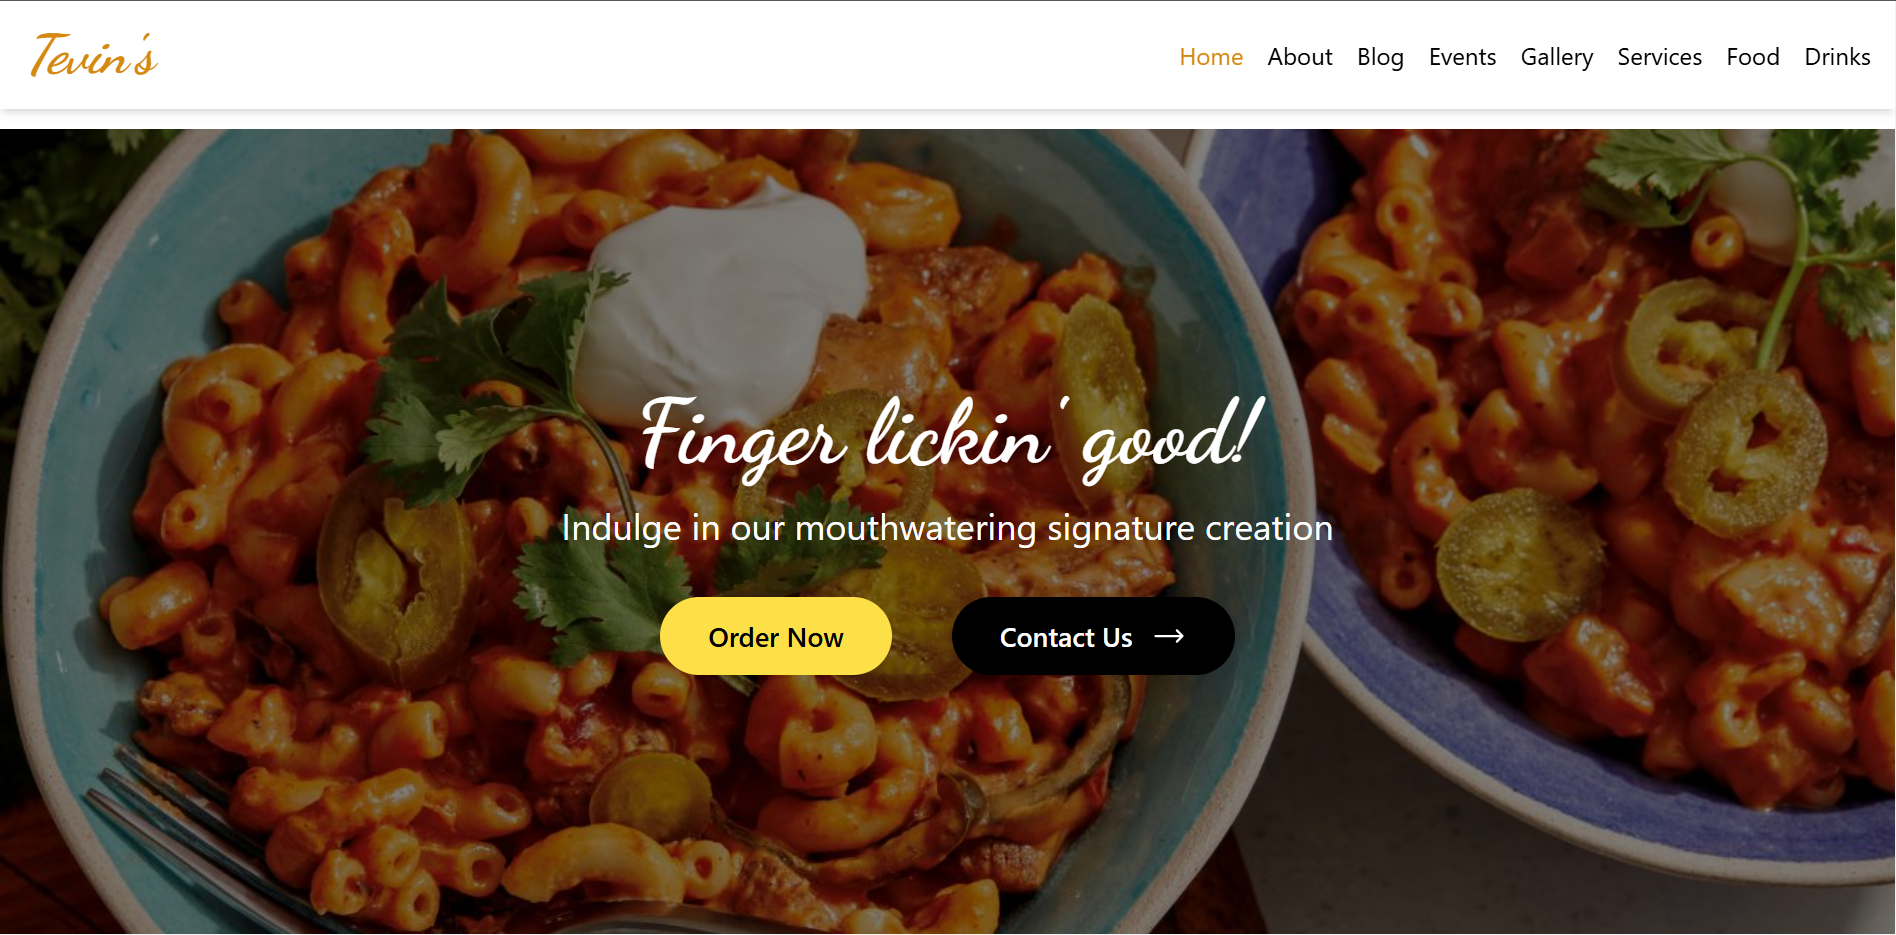 Tevin's
Home About Blog Events Gallery Services Food Drinks
Finger lickin' good!
Indulge in our mouthwatering signature creation
Order Now
Contact Us →